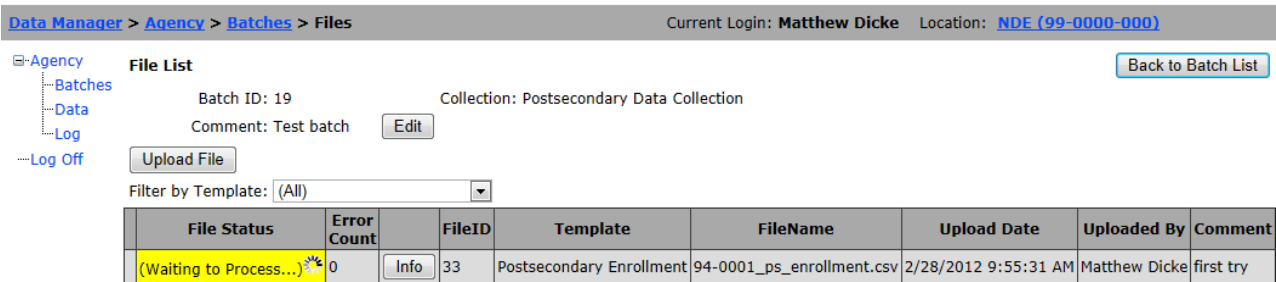 Data Manager > Agency > Batches > Files Current Login: Matthew Dicke Location: NDE (99-0000-000)
Agency
Batches
Data
Log
Log Off
File List Back to Batch List
Batch ID: 19 Collection: Postsecondary Data Collection
Comment: Test batch Edit
Upload File
Filter by Template: (All)
File Status Error Count FileID Template FileName Upload Date Uploaded By Comment
(Waiting to Process...) 0 Info 33 Postsecondary Enrollment 94-0001_ps_enrollment.csv 2/28/2012 9:55:31 AM Matthew Dicke first try